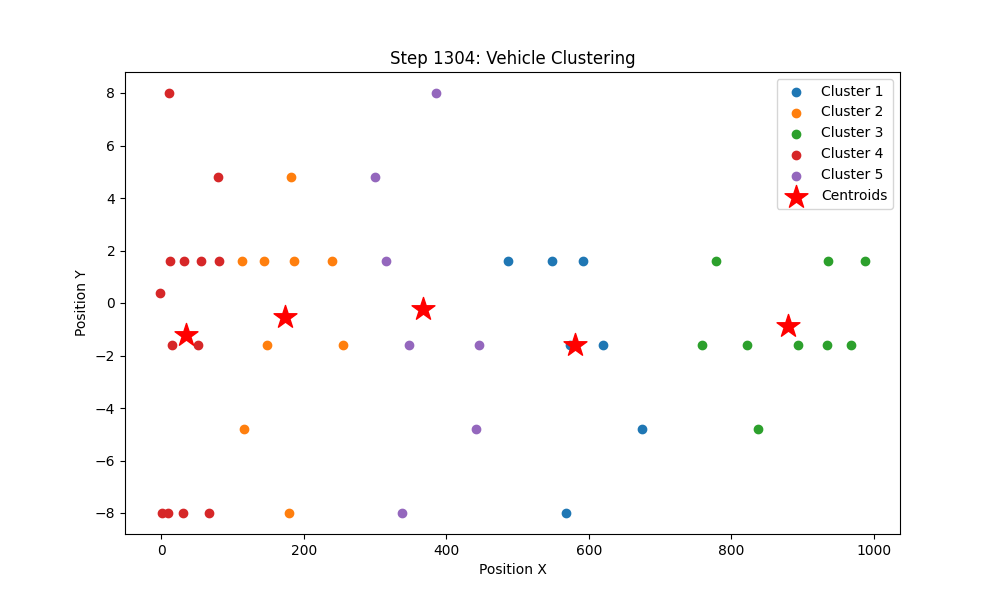 Step 1304: Vehicle Clustering
Cluster 1
Cluster 2
Cluster 3
Cluster 4
Cluster 5
Centroids
Position Y
8
6
4
2
0
−2
−4
−6
−8
0 200 400 600 800 1000
Position X